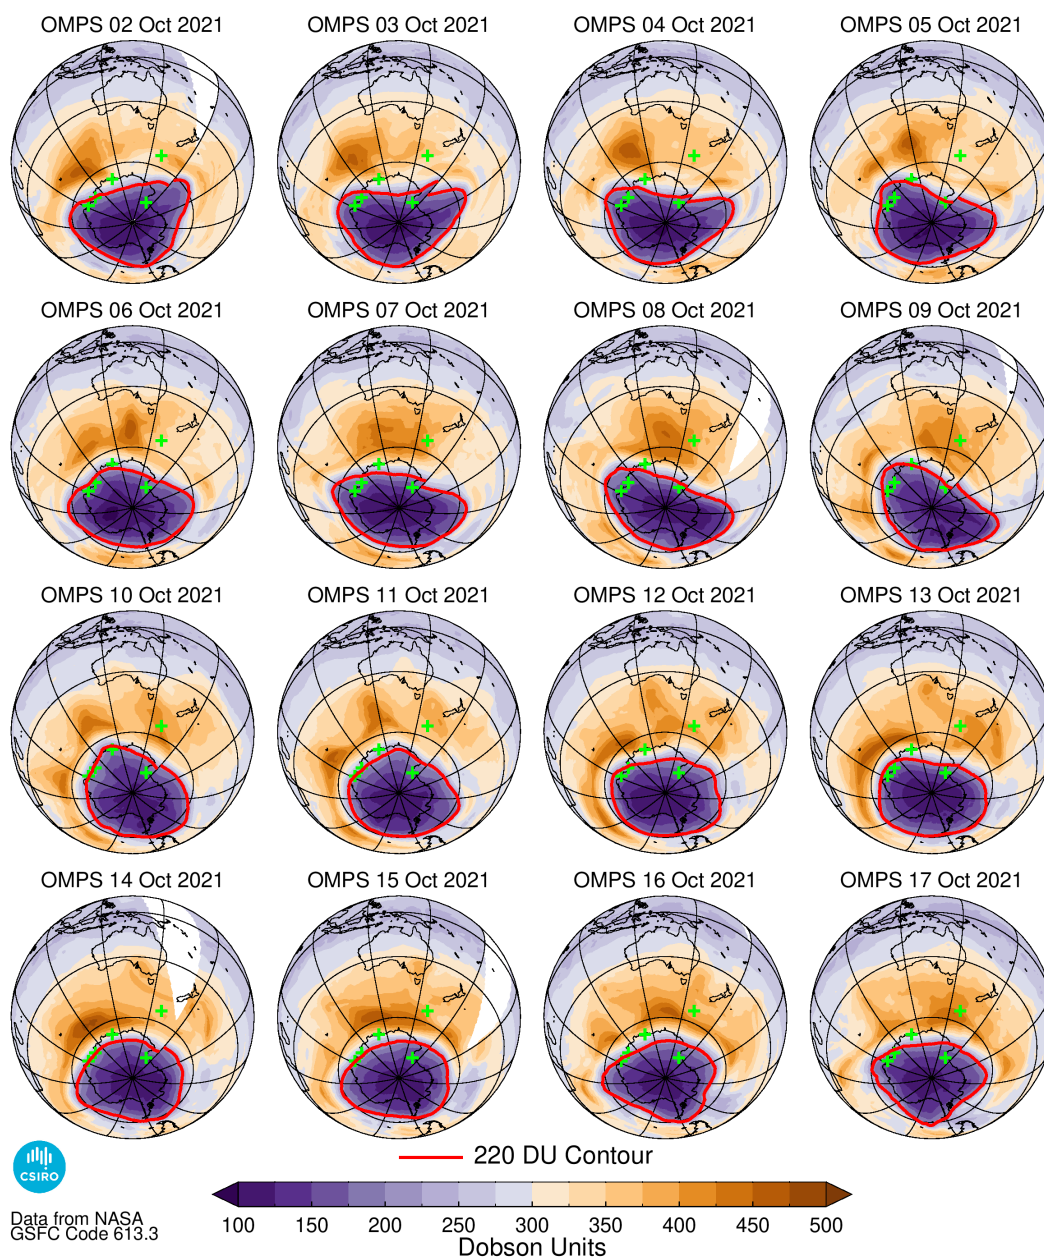 OMPS 02 Oct 2021 OMPS 03 Oct 2021 OMPS 04 Oct 2021 OMPS 05 Oct 2021
OMPS 06 Oct 2021 OMPS 07 Oct 2021 OMPS 08 Oct 2021 OMPS 09 Oct 2021
OMPS 10 Oct 2021 OMPS 11 Oct 2021 OMPS 12 Oct 2021 OMPS 13 Oct 2021
OMPS 14 Oct 2021 OMPS 15 Oct 2021 OMPS 16 Oct 2021 OMPS 17 Oct 2021
220 DU Contour
CSIRO
Data from NASA
GSFC Code 613.3
100 150 200 250 300 350 400 450 500
Dobson Units